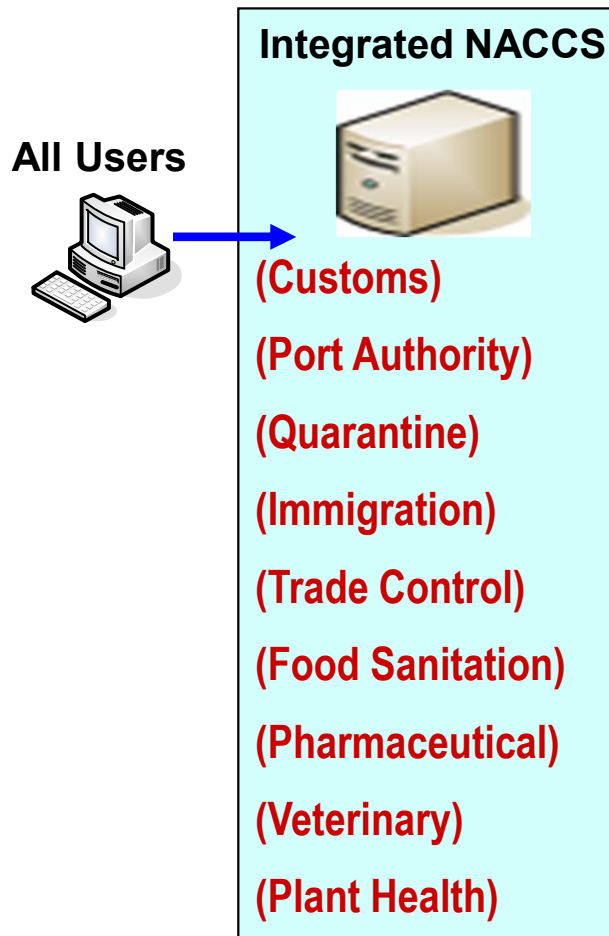 Integrated NACCS
All Users
(Customs)
(Port Authority)
(Quarantine)
(Immigration)
(Trade Control)
(Food Sanitation)
(Pharmaceutical)
(Veterinary)
(Plant Health)